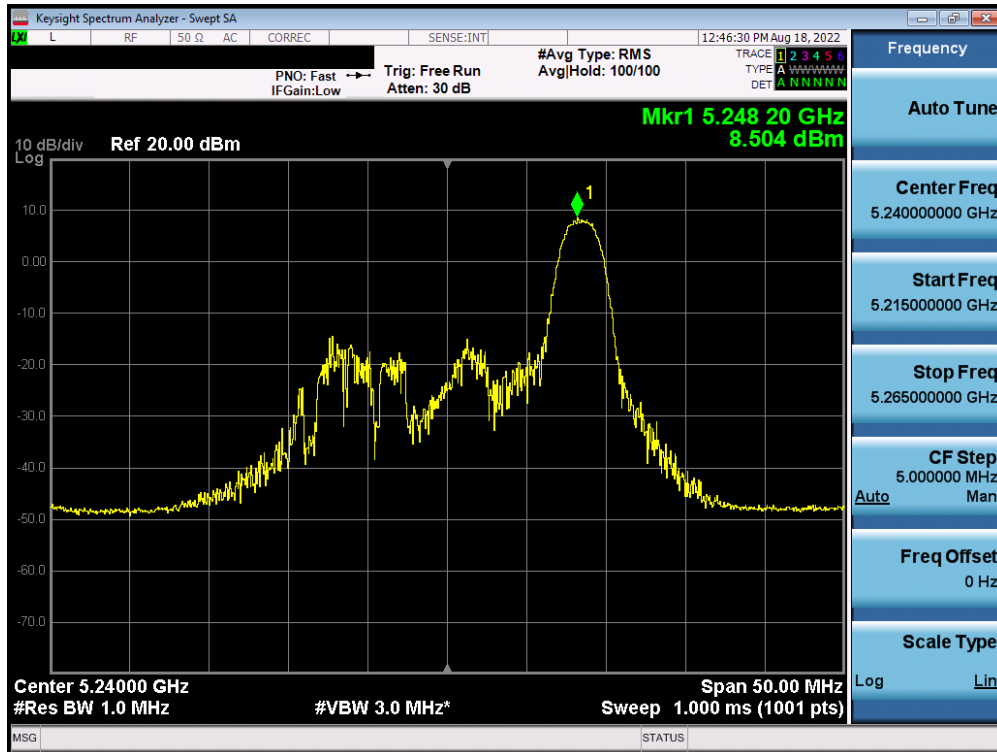 Keysight Spectrum Analyzer - Swept SA
LXI L RF 50 Ω AC CORREC SENSE:INT 12:46:30 PM Aug 18, 2022
PNO: Fast
IFGain:Low
Trig: Free Run
Atten: 30 dB
#Avg Type: RMS
Avg|Hold: 100/100
TRACE 1 2 3 4 5 6
TYPE A WWWWW
DET A N N N N N
Mkr1 5.248 20 GHz
8.504 dBm
10 dB/div
Log
Ref 20.00 dBm
1
10.0
0.00
-10.0
-20.0
-30.0
-40.0
-50.0
-60.0
-70.0
Center 5.24000 GHz
Span 50.00 MHz
#Res BW 1.0 MHz
#VBW 3.0 MHz*
Sweep 1.000 ms (1001 pts)
MSG
STATUS
Frequency
Auto Tune
Center Freq
5.240000000 GHz
Start Freq
5.215000000 GHz
Stop Freq
5.265000000 GHz
CF Step
5.000000 MHz
Auto Man
Freq Offset
0 Hz
Scale Type
Log Lin